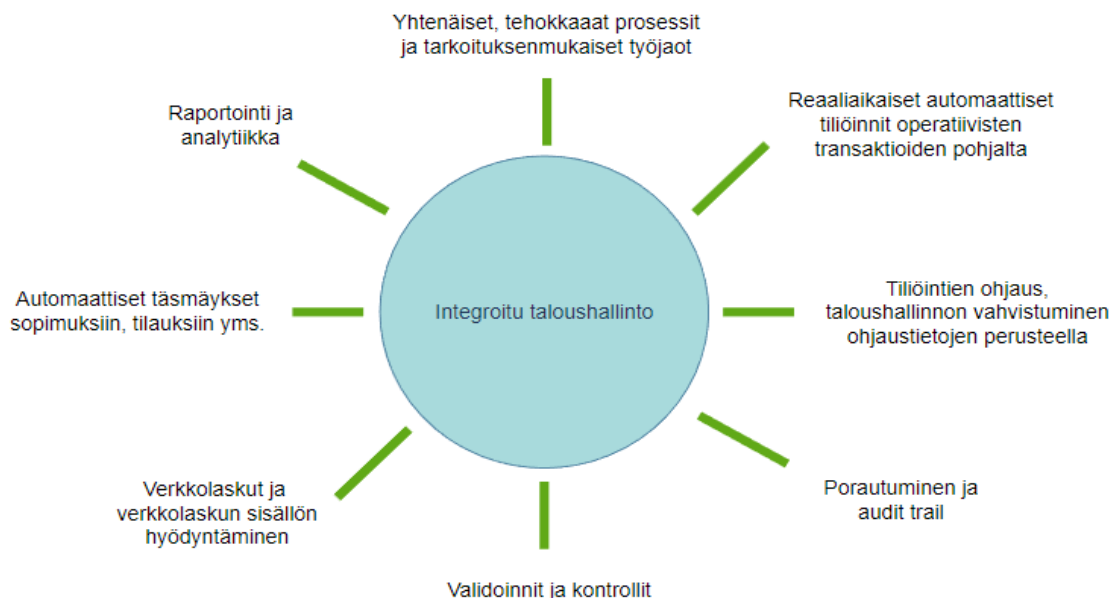 Yhtenäiset, tehokkaaat prosessit
ja tarkoituksenmukaiset työjaot
Reaaliaikaiset automaattiset
tiliöinnit operatiivisten
transaktioiden pohjalta
Raportointi ja
analytiikka
Integroitu taloushallinto
Automaattiset täsmäykset
sopimuksiin, tilauksiin yms.
Tiliöintien ohjaus,
taloushallinnon vahvistuminen
ohjaustietojen perusteella
Porautuminen ja
audit trail
Verkkolaskut ja
verkkolaskun sisällön
hyödyntäminen
Validoinnit ja kontrollit